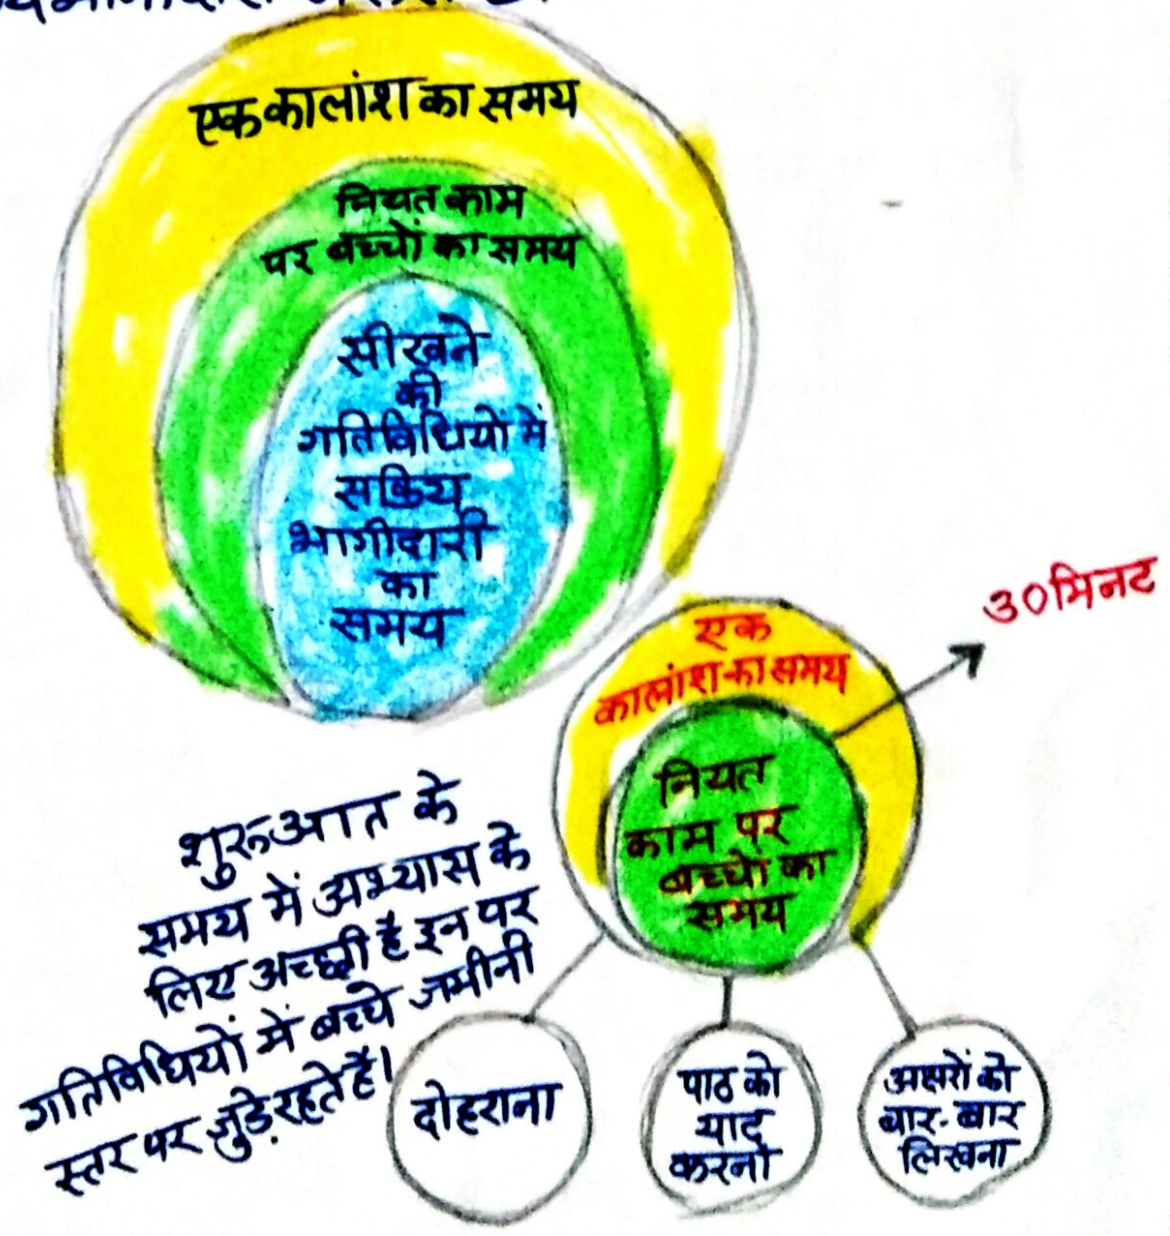 एक कालांश का समय
नियत काम
पर बच्चों का समय
सीखने
की
गतिविधियों में
सक्रिय
भागीदारी
का
समय
30 मिनट
एक
कालांश का समय
नियत
काम पर
बच्चों का
समय
शुरुआत के
समय में अभ्यास के
लिए अच्छी है इन पर
गतिविधियों में बच्चे जमीनी
स्तर पर जुड़े रहते हैं।
दोहराना
पाठ को
याद
करना
अक्षरों को
बार-बार
लिखना